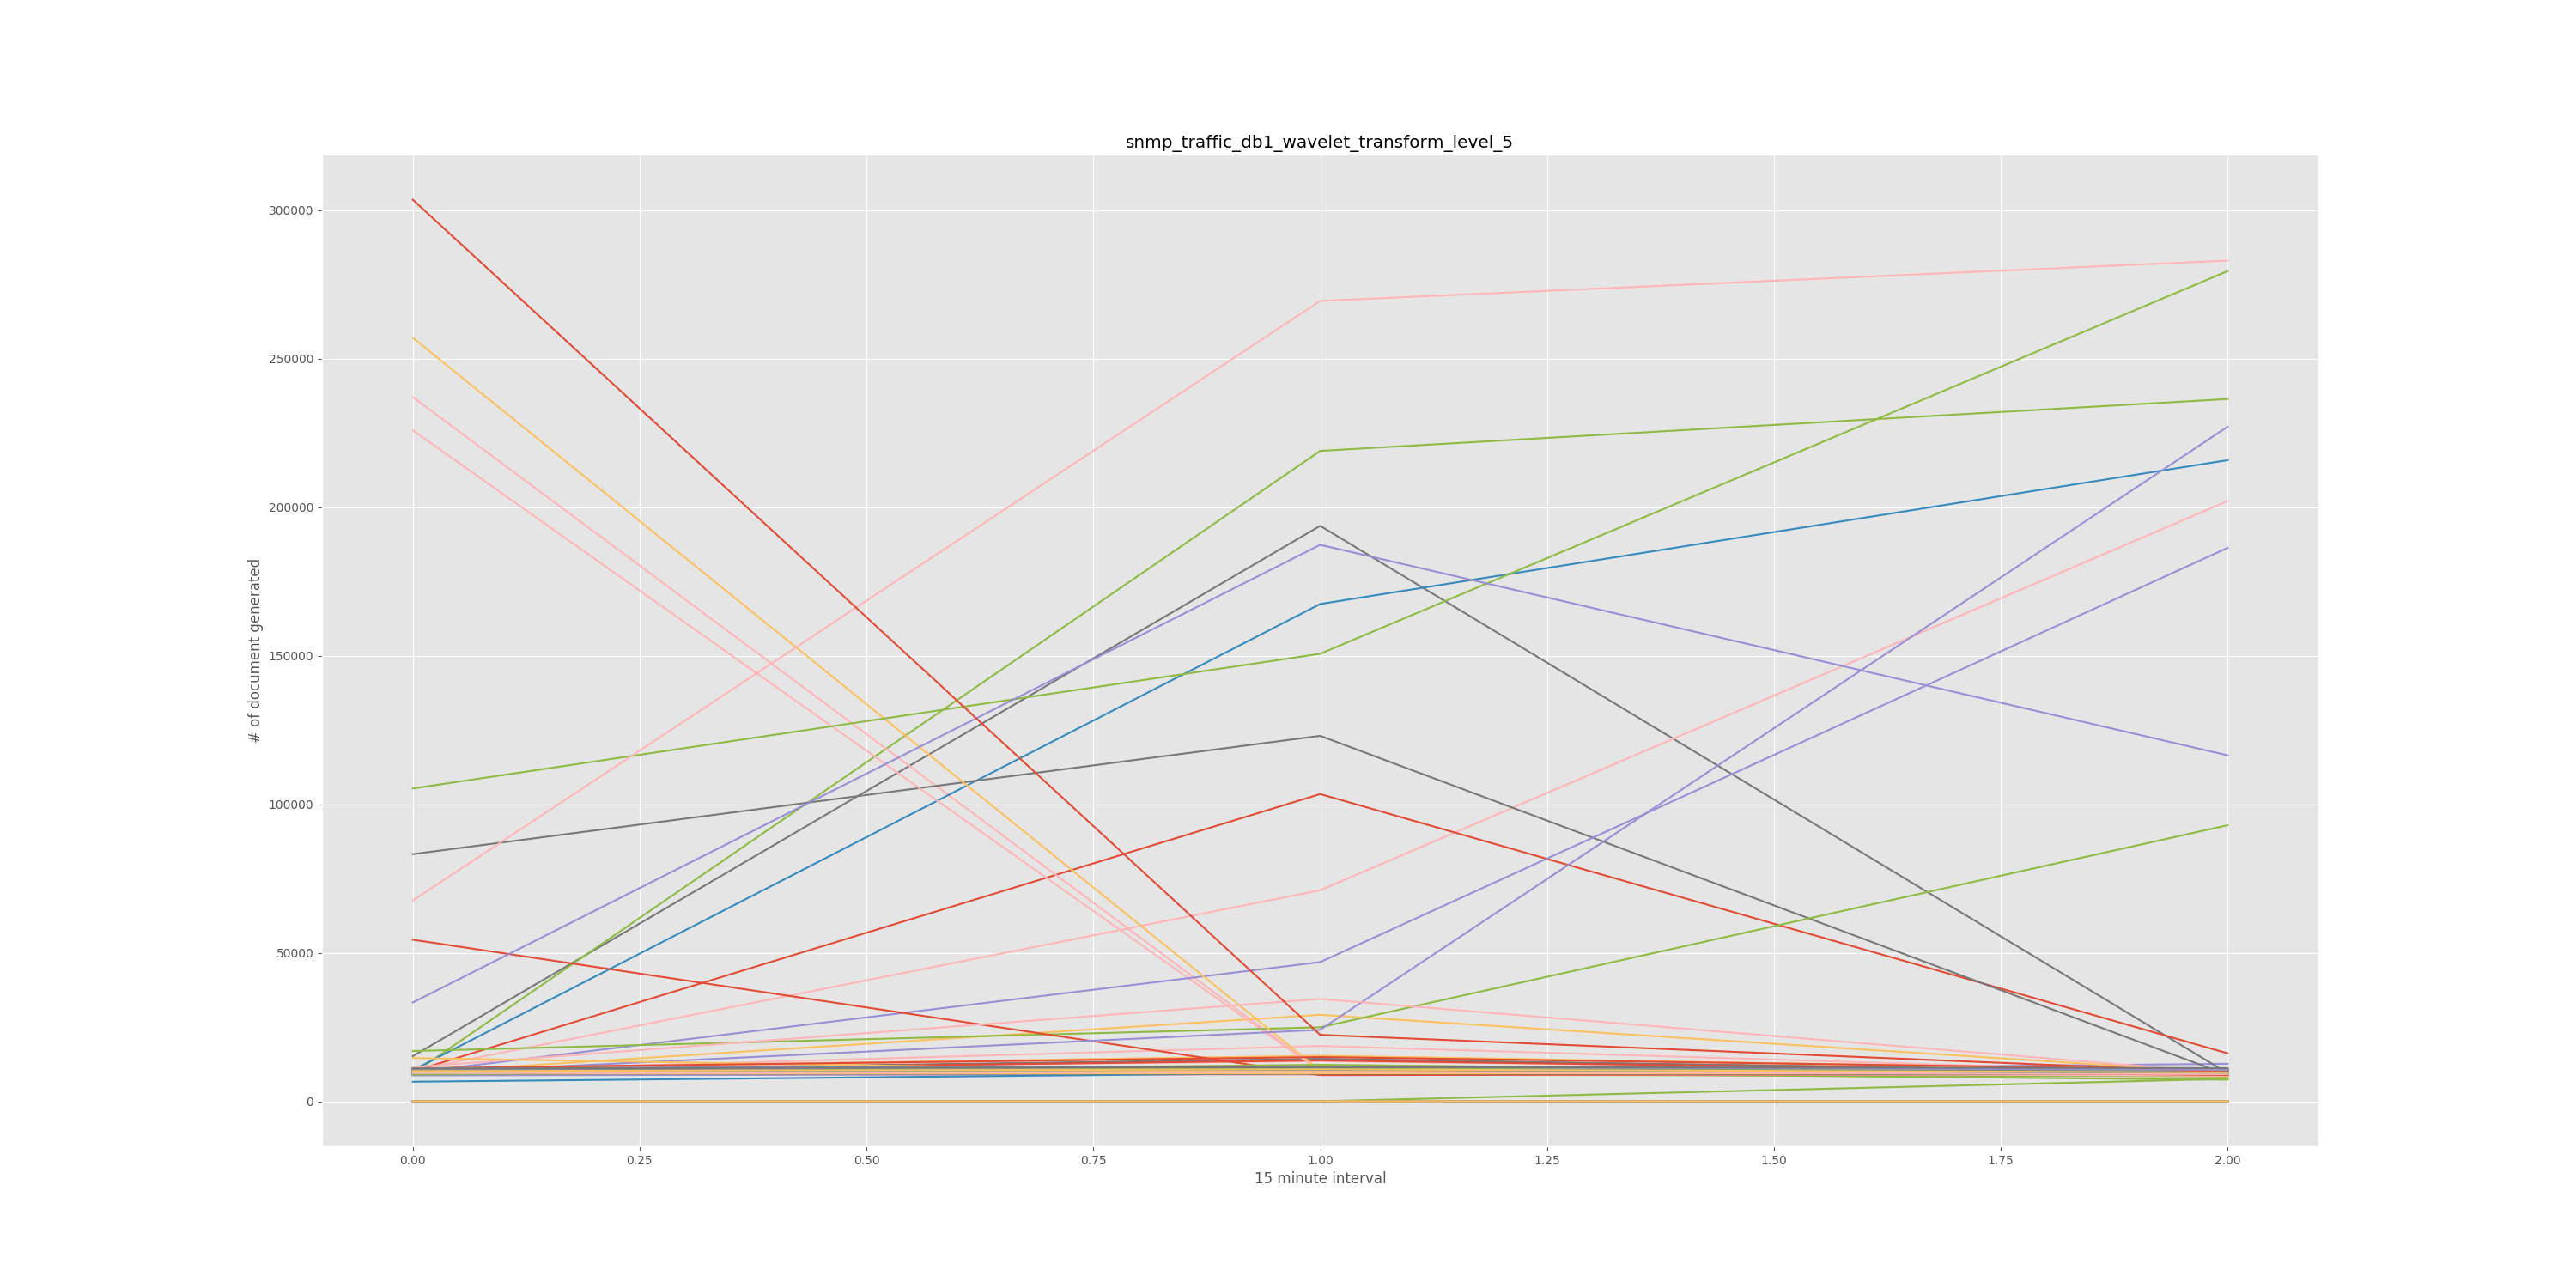 snmp_traffic_db1_wavelet_transform_level_5
300000
250000
200000
150000
100000
50000
0
# of document generated
0.00 0.25 0.50 0.75 1.00 1.25 1.50 1.75 2.00
15 minute interval